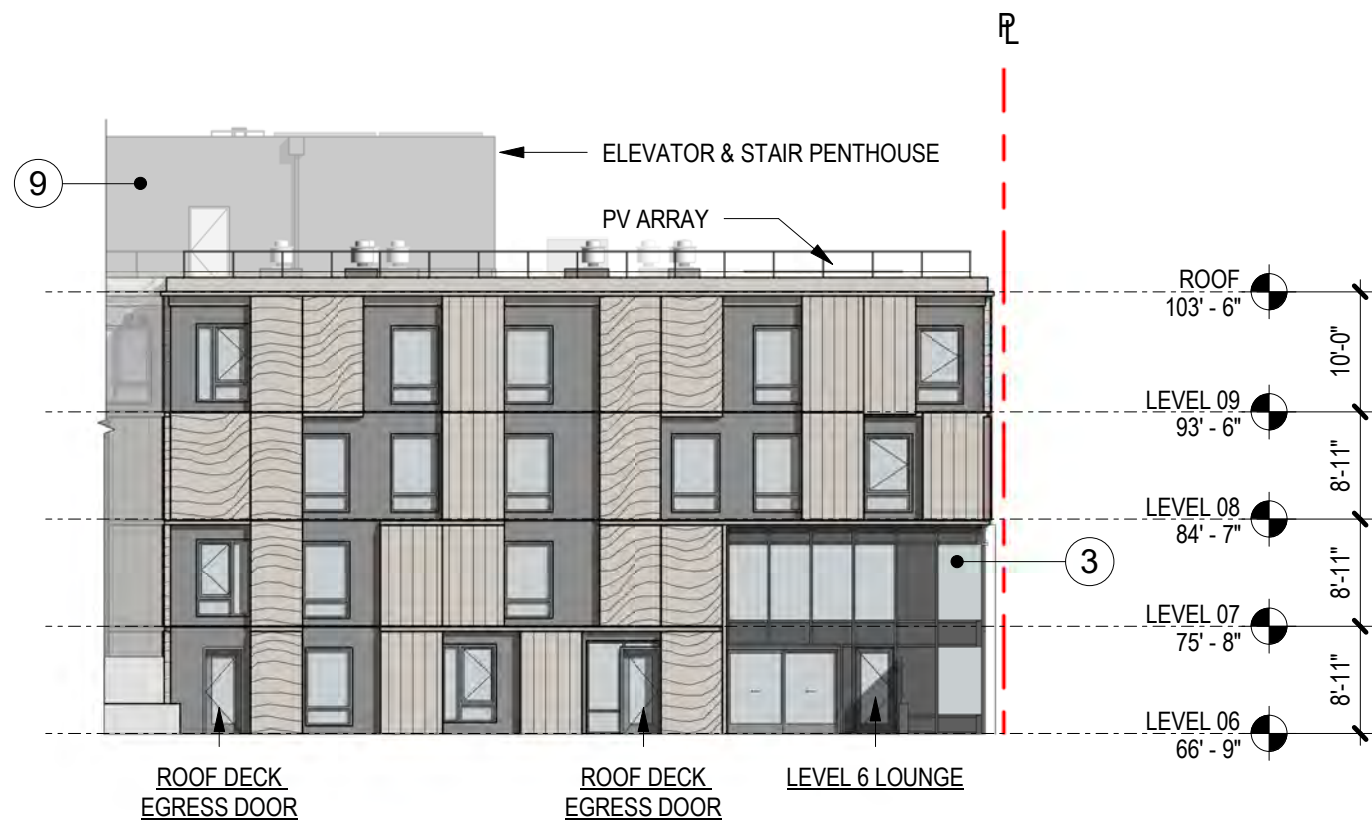 PL
ELEVATOR & STAIR PENTHOUSE
9
PV ARRAY
ROOF
103' - 6"
10'-0"
LEVEL 09
93' - 6"
8'-11"
LEVEL 08
84' - 7"
3
8'-11"
LEVEL 07
75' - 8"
8'-11"
LEVEL 06
66' - 9"
ROOF DECK
EGRESS DOOR
ROOF DECK
EGRESS DOOR
LEVEL 6 LOUNGE